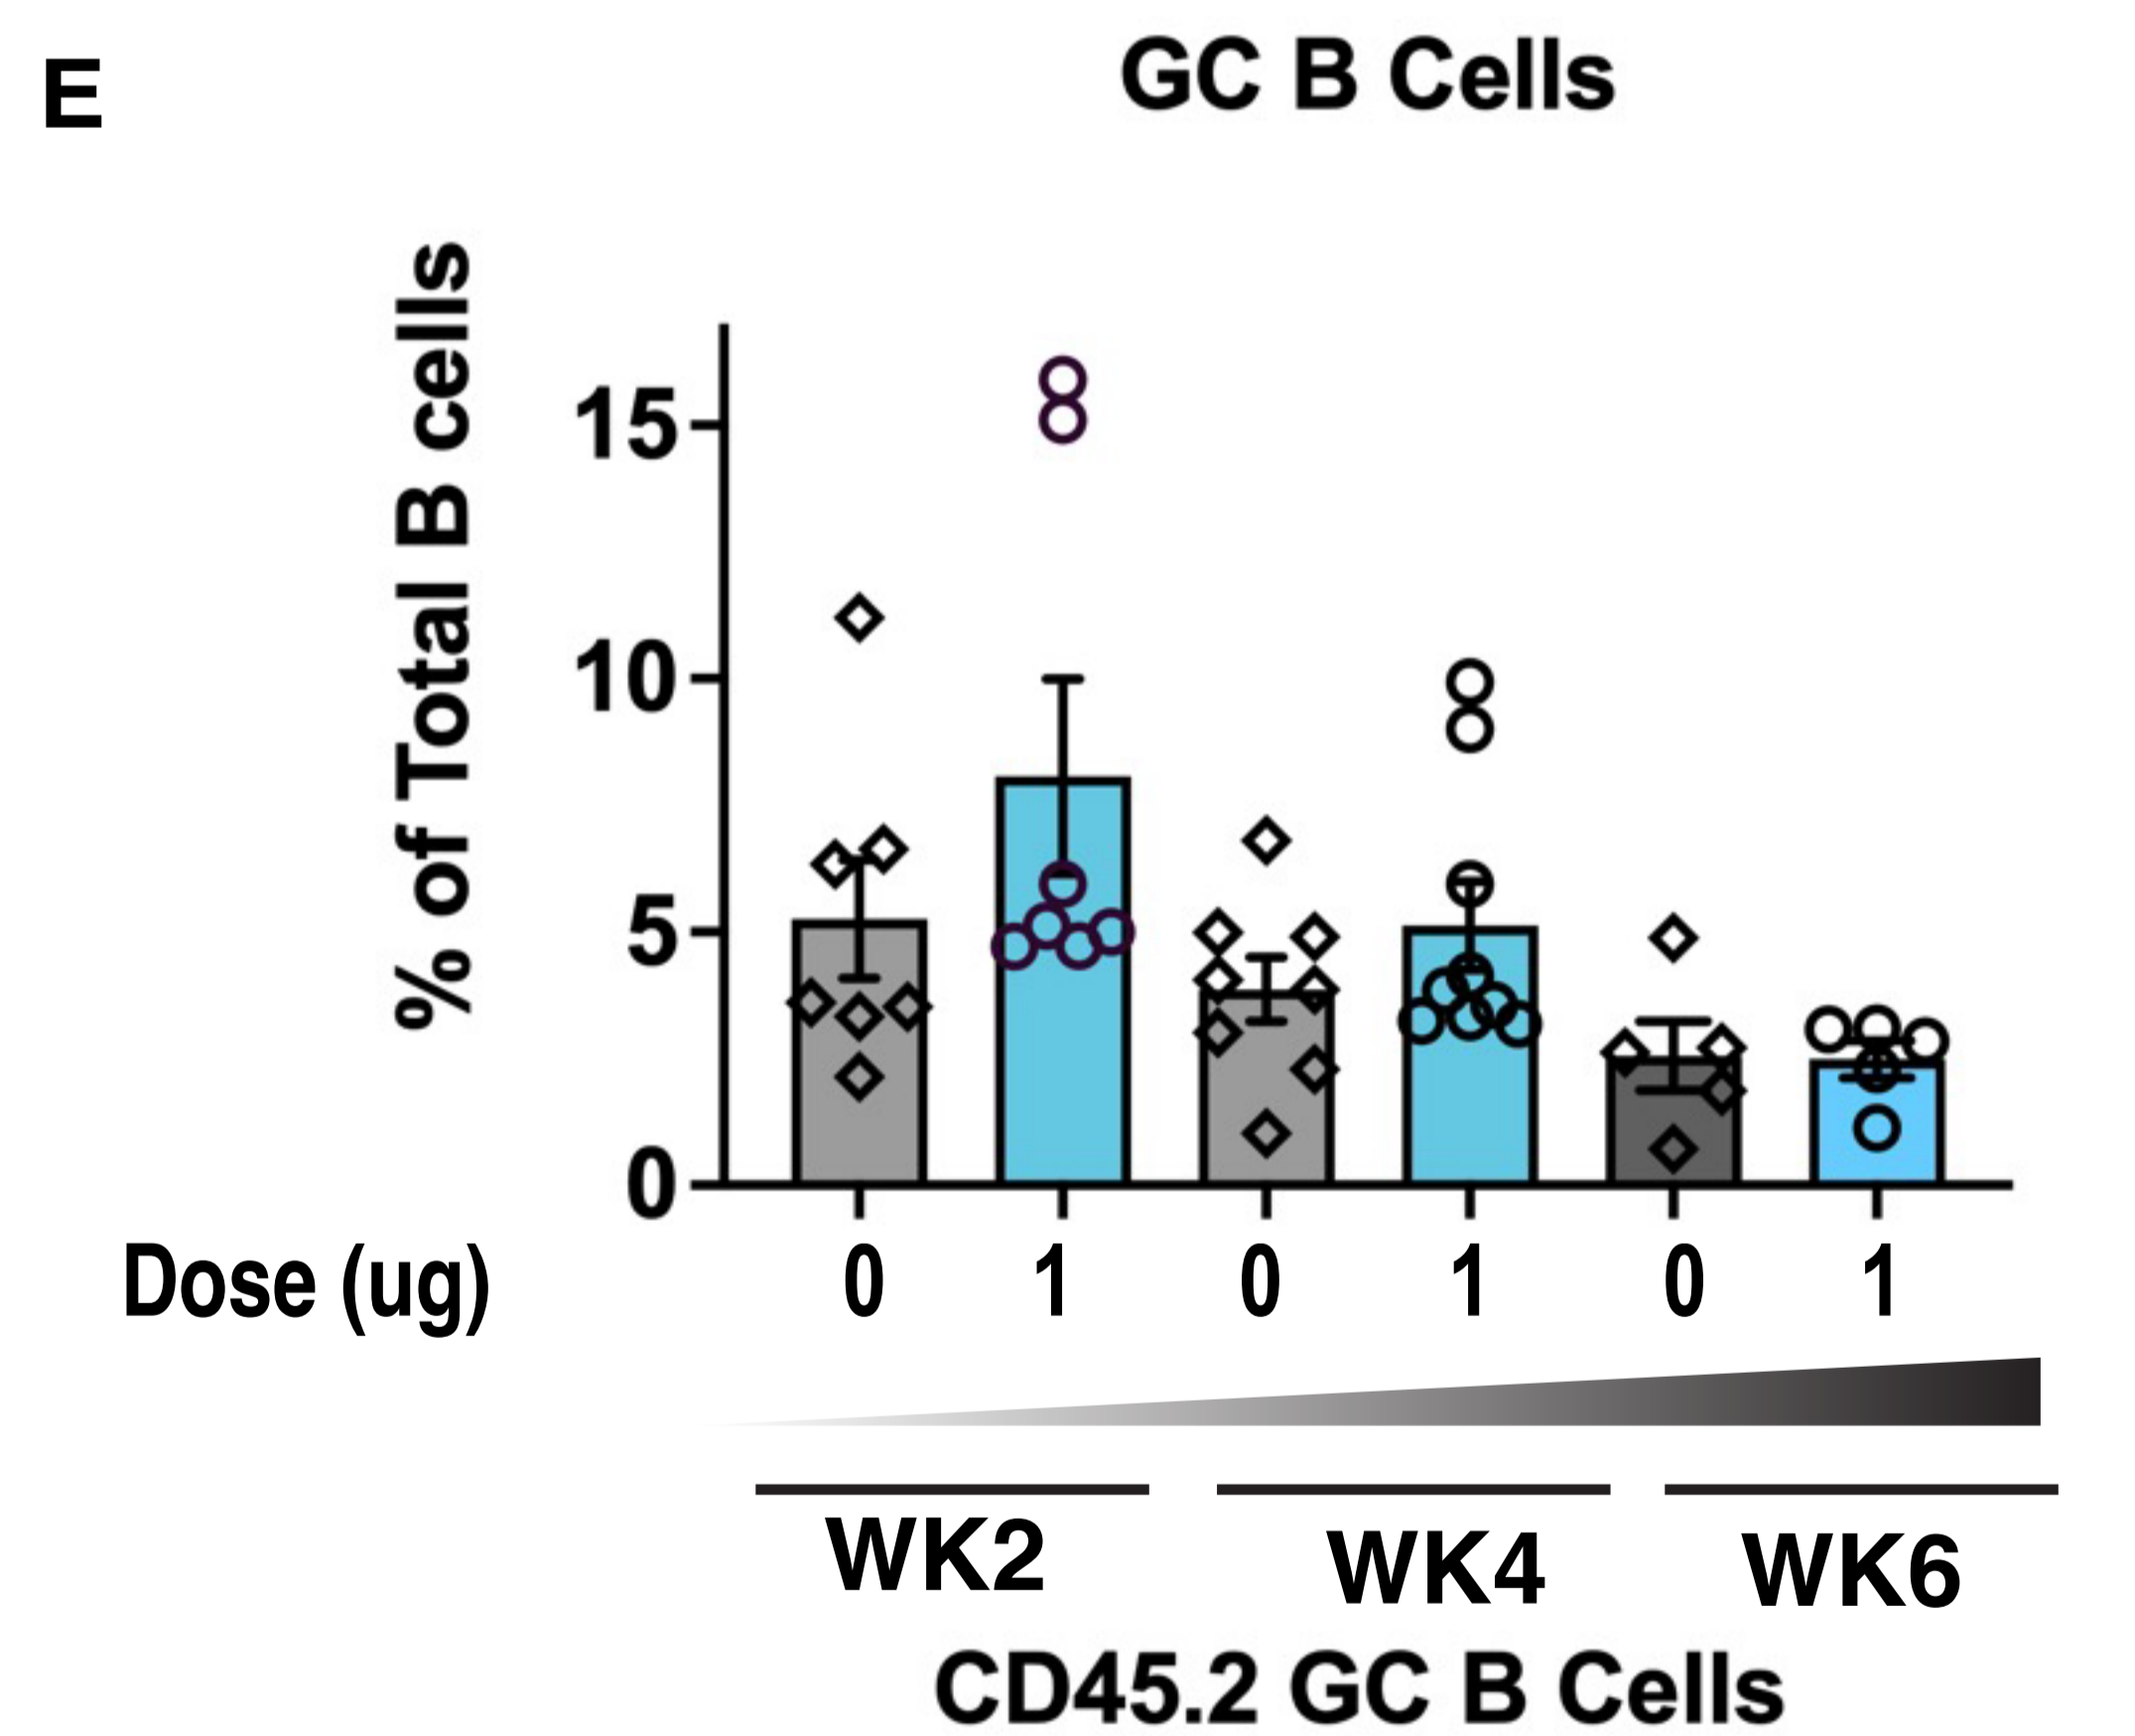 E
GC B Cells
% of Total B cells
15
10
5
0
Dose (ug) 0 1 0 1 0 1
WK2 WK4 WK6
CD45.2 GC B Cells